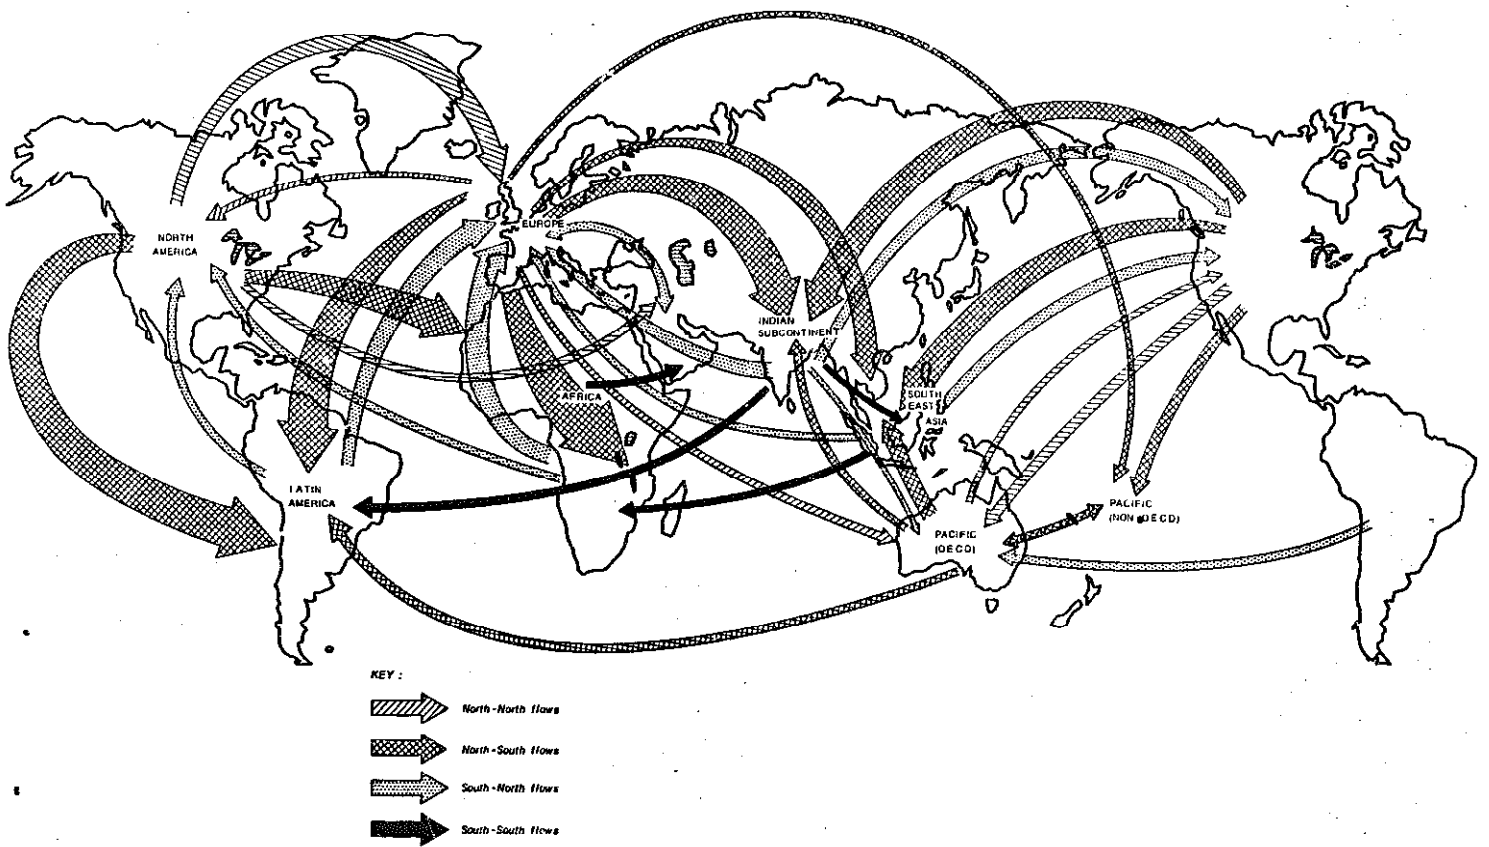 NORTH
AMERICA
EUROPE
INDIAN
SUBCONTINENT
AFRICA
SOUTH
EAST
ASIA
LATIN
AMERICA
PACIFIC
(NON OECD)
PACIFIC
(OECD)
KEY :
North-North flows
North-South flows
South-North flows
South-South flows